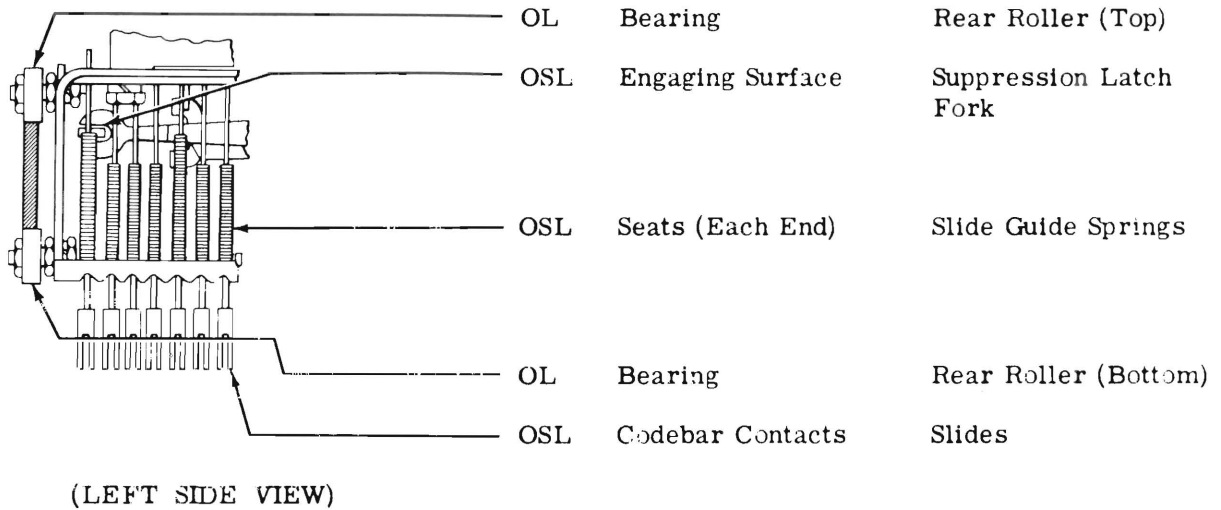 OL Bearing Rear Roller (Top)
OSL Engaging Surface Suppression Latch
Fork
OSL Seats (Each End) Slide Guide Springs
OL Bearing Rear Roller (Bottom)
OSL Codebar Contacts Slides
(LEFT SIDE VIEW)